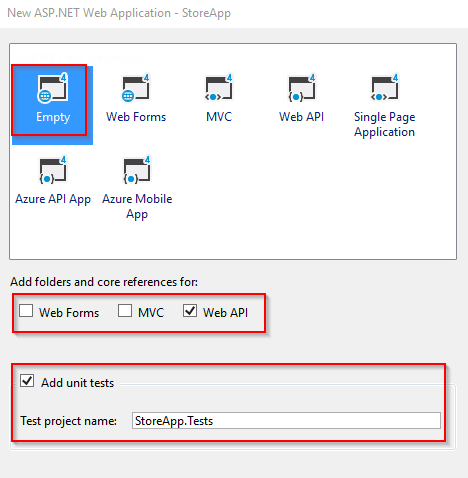 New ASP.NET Web Application - StoreApp
4 4 4 4 4
Empty Web Forms MVC Web API Single Page
Application
4 4
Azure API App Azure Mobile
App
Add folders and core references for:
Web Forms MVC Web API
Add unit tests
Test project name: StoreApp.Tests